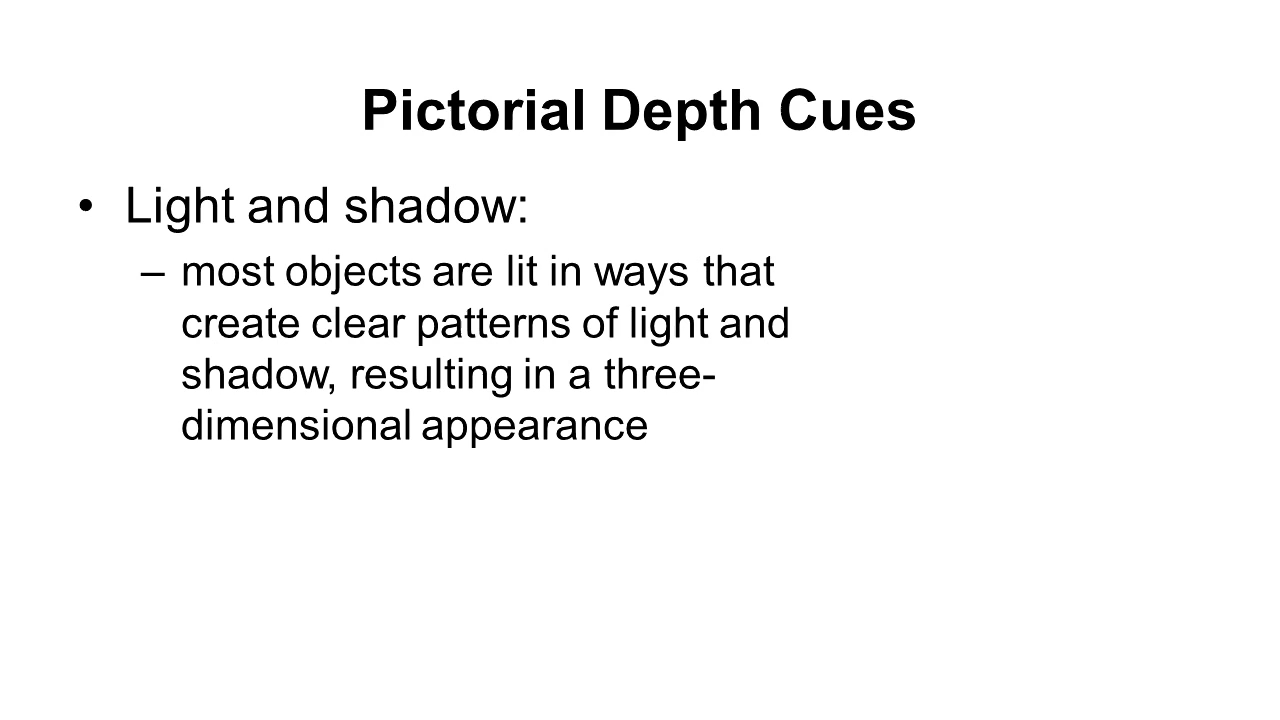 Pictorial Depth Cues
• Light and shadow:
– most objects are lit in ways that
create clear patterns of light and
shadow, resulting in a three-
dimensional appearance